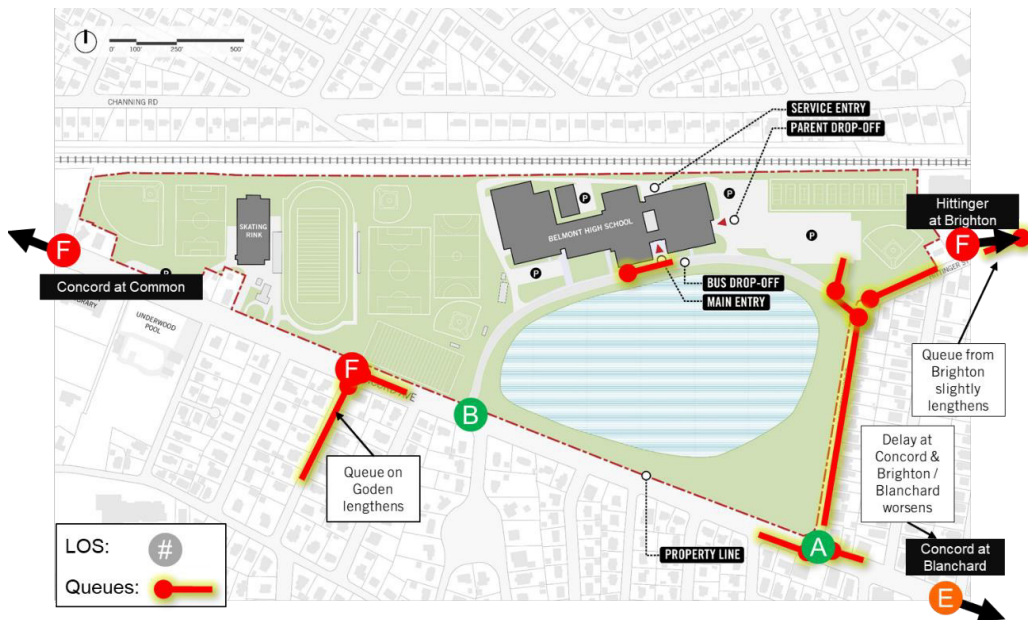 0' 100' 250' 500'
CHANNING RD
SERVICE ENTRY
PARENT DROP-OFF
P
P
BELMONT HIGH SCHOOL
SKATING
RINK
P
P
P
Hittinger
at Brighton
F
F
Concord at Common
BUS DROP-OFF
MAIN ENTRY
UNDERWOOD
POOL
Queue from
Brighton
slightly
lengthens
F
AVE
B
Queue on
Goden
lengthens
Delay at
Concord &
Brighton /
Blanchard
worsens
PROPERTY LINE
A
Concord at
Blanchard
E
LOS: #
Queues: